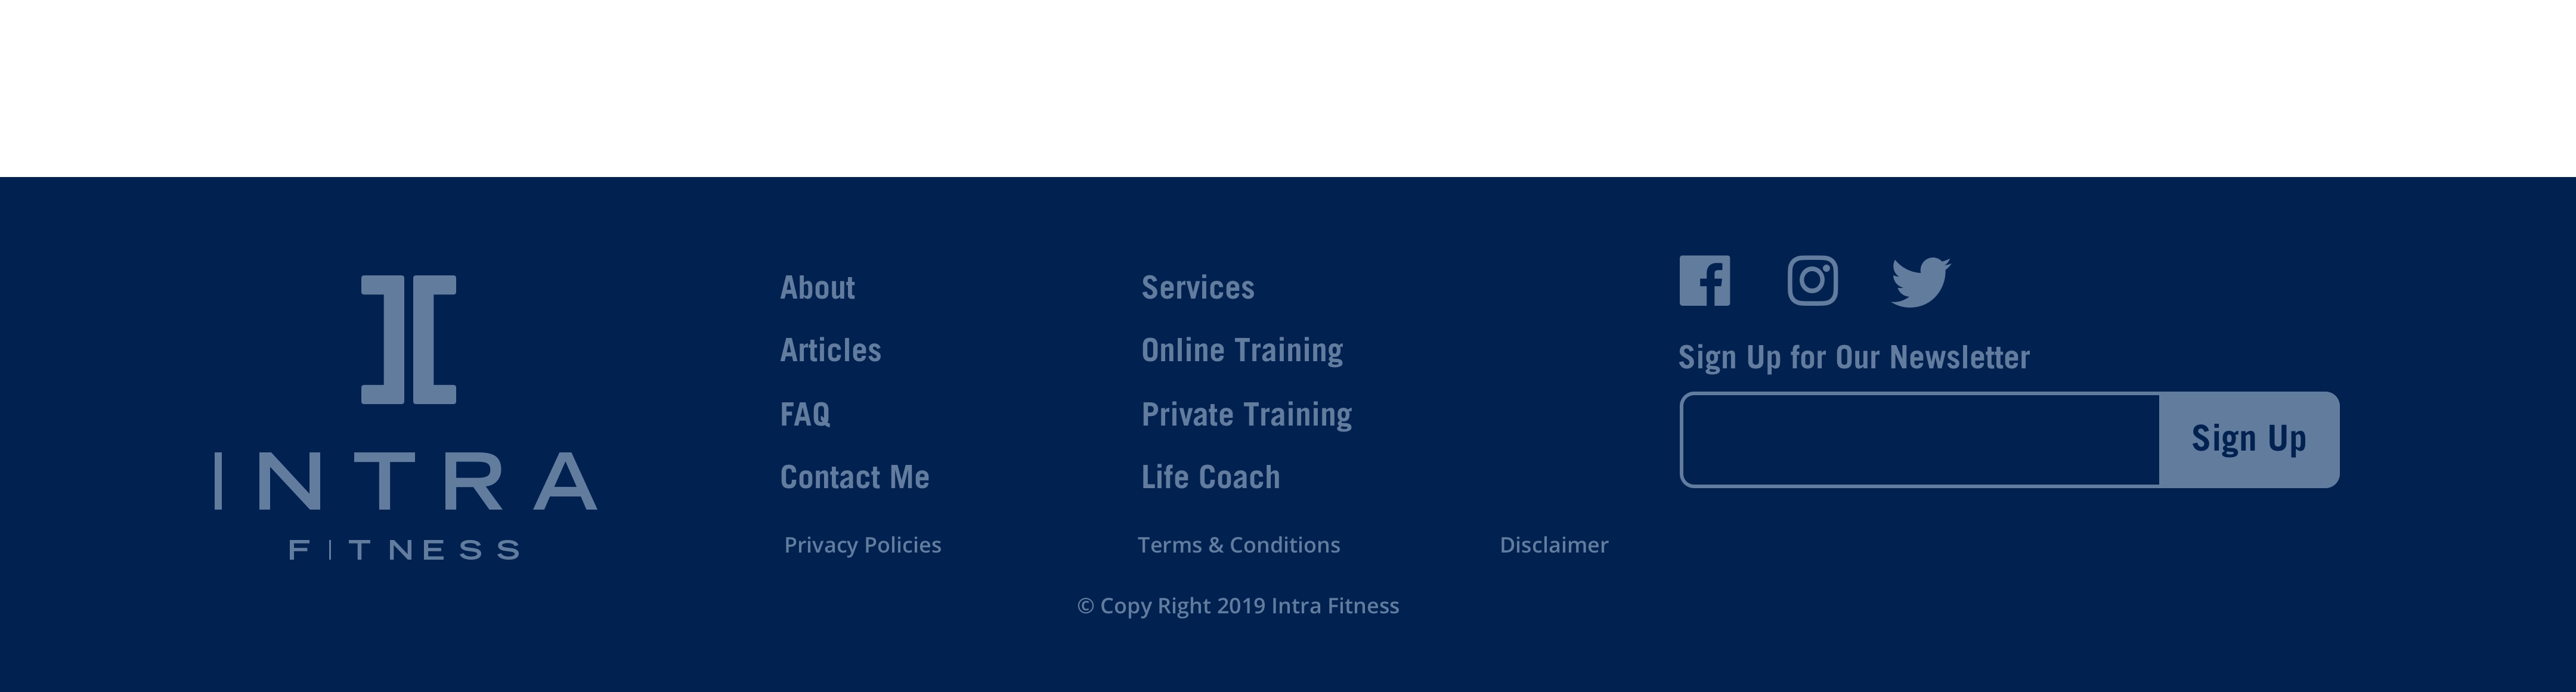 INTRA
FITNESS
About
Articles
FAQ
Contact Me
Services
Online Training
Private Training
Life Coach
Sign Up for Our Newsletter
Sign Up
Privacy Policies
Terms & Conditions
Disclaimer
© Copy Right 2019 Intra Fitness